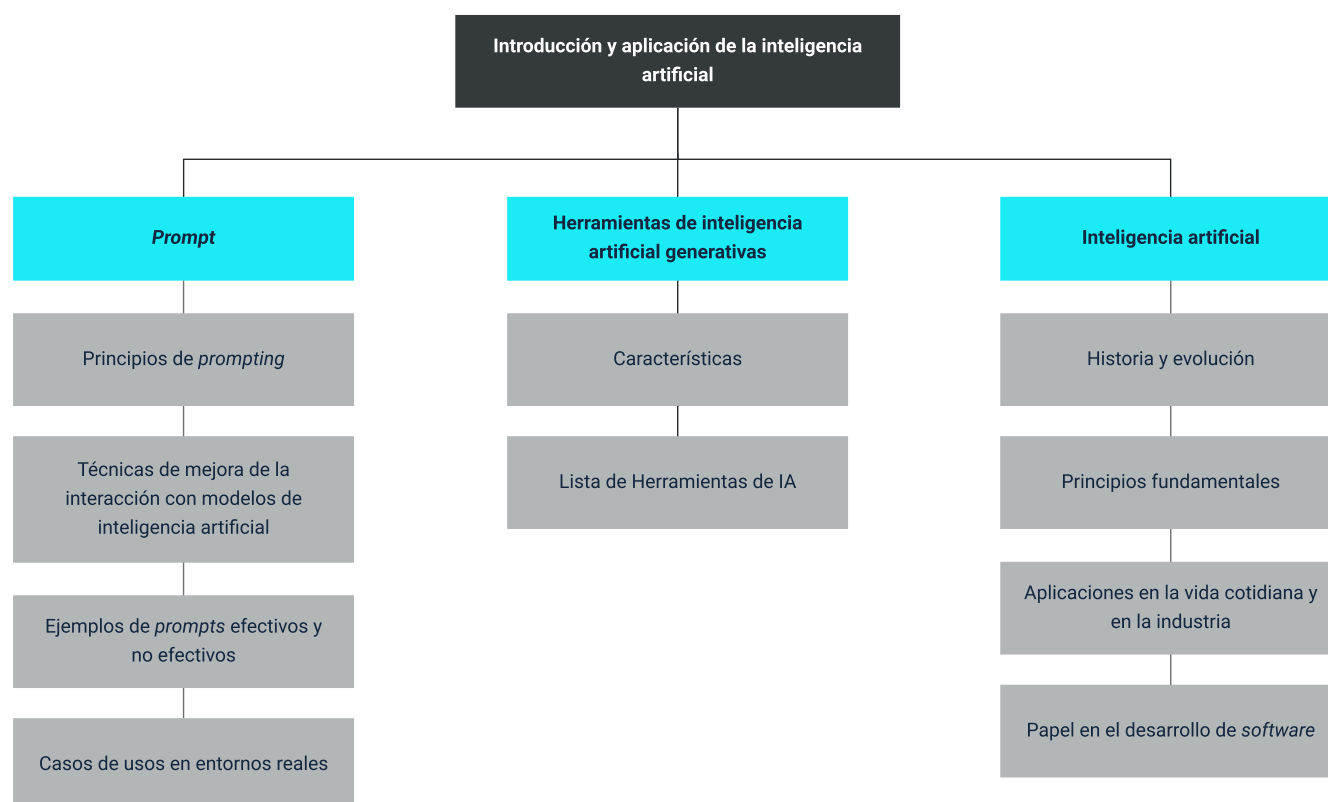 Introducción y aplicación de la inteligencia
artificial
Prompt
Principios de prompting
Técnicas de mejora de la
interacción con modelos de
inteligencia artificial
Ejemplos de prompts efectivos y
no efectivos
Casos de usos en entornos reales
Herramientas de inteligencia
artificial generativas
Características
Lista de Herramientas de IA
Inteligencia artificial
Historia y evolución
Principios fundamentales
Aplicaciones en la vida cotidiana y
en la industria
Papel en el desarrollo de software